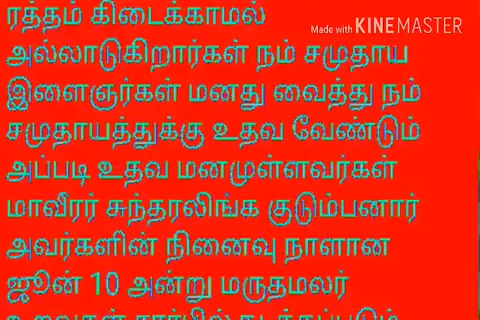 ரத்தம் கிடைக்காமல்
Made with KINEMASTER
அல்லாடுகிறார்கள் நம் சமுதாய
இளைஞர்கள் மனது வைத்து நம்
சமுதாயத்துக்கு உதவ வேண்டும்
அப்படி உதவ மனமுள்ளவர்கள்
மாவீரர் சுந்தரலிங்க குடும்பனார்
அவர்களின் நினைவு நாளான
ஜூன் 10 அன்று மருதமலர்